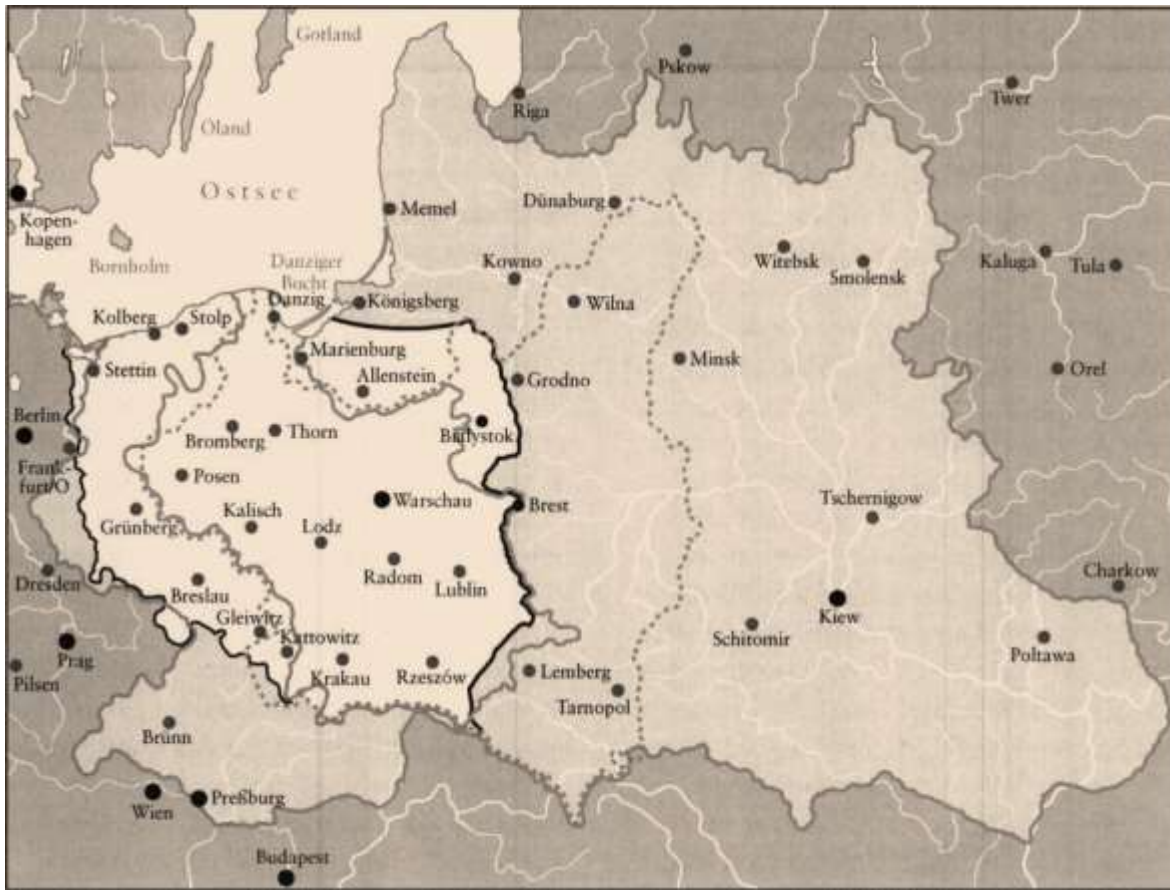 Gotland
Pskow
Twer
Riga
Öland
Ostsee
Kopen-
hagen
Memel
Dünaburg
Bornholm
Danziger
Bucht
Danzig
Kowno
Witebsk
Smolensk
Kaluga
Tula
Königsberg
Wilna
Kolberg
Stolp
Marienburg
Stettin
Allenstein
Grodno
Minsk
Orel
Berlin
Bromberg
Thorn
Białystok
Frank-
furt/O
Posen
Warschau
Brest
Tschernigow
Grünberg
Kalisch
Lodz
Dresden
Radom
Lublin
Charkow
Breslau
Gleiwitz
Kiew
Prag
Kattowitz
Schitomir
Połtawa
Pilsen
Krakau
Rzeszów
Lemberg
Tarnopol
Brünn
Wien
Preßburg
Budapest